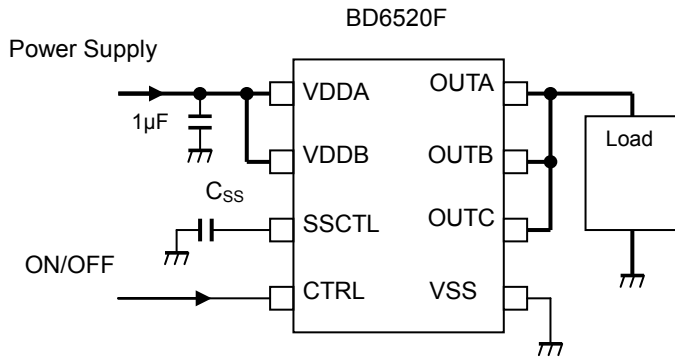 BD6520F
Power Supply
1µF
VDDA
OUTA
VDDB
OUTB
Load
CSS
SSCTL
OUTC
ON/OFF
CTRL
VSS